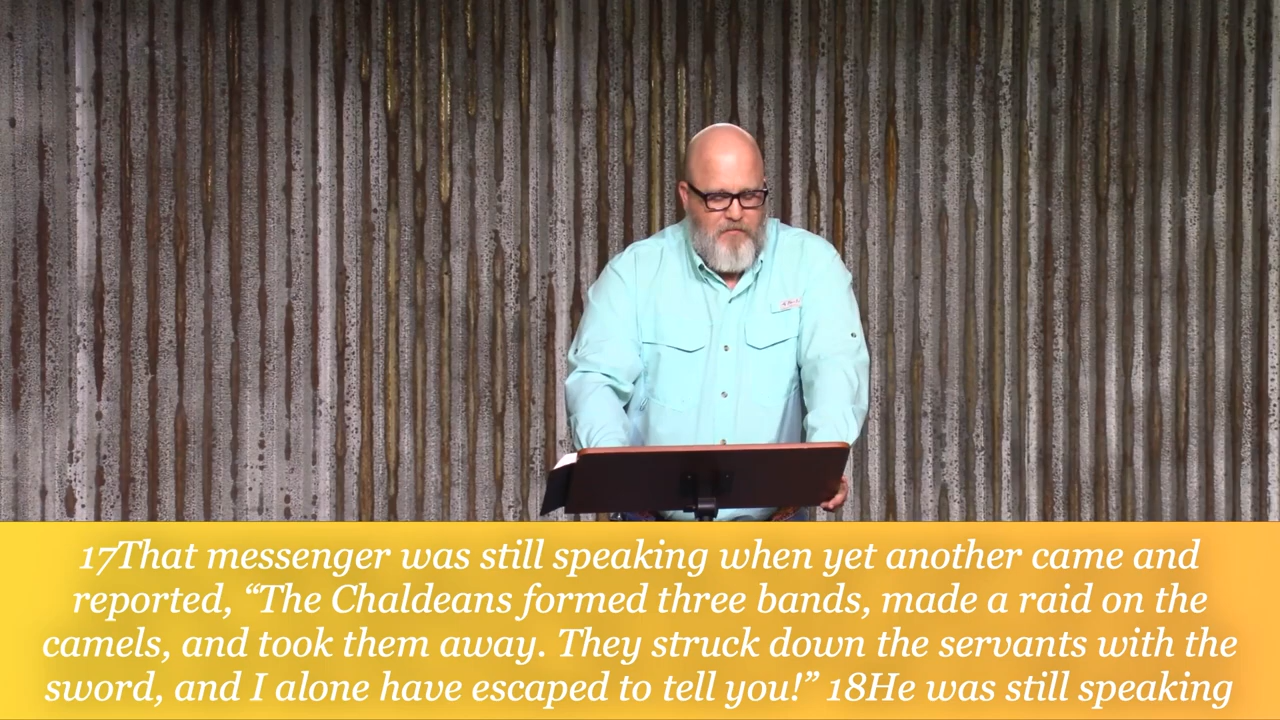 17That messenger was still speaking when yet another came and
reported, “The Chaldeans formed three bands, made a raid on the
camels, and took them away. They struck down the servants with the
sword, and I alone have escaped to tell you!” 18He was still speaking